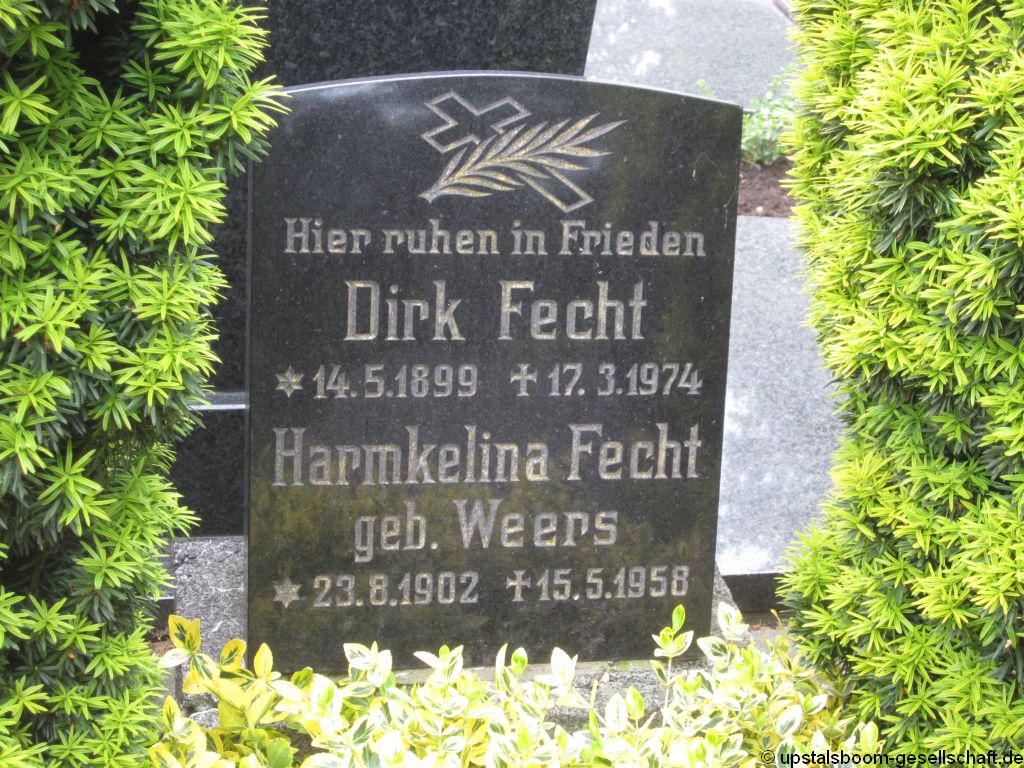 Hier ruhen in Frieden
Dirk Fecht
* 14.5.1899 ✝ 17.3.1974
Harmkelina Fecht
geb. Weers
* 23.8.1902 ✝ 15.5.1958
© upstalsboom-gesellschaft.de